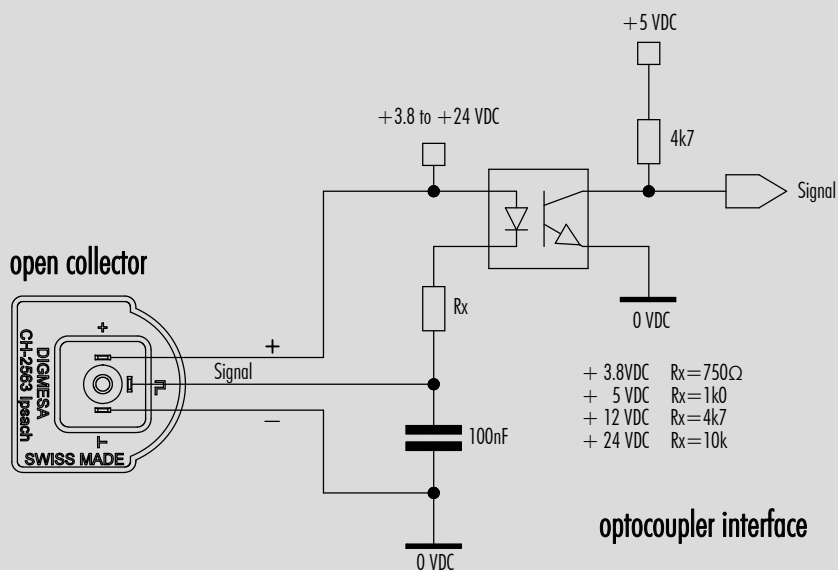 +5 VDC
+3.8 to +24 VDC
4k7
Signal
open collector
Rx
0 VDC
+
DIGMESA
CH-2563 Ipsach
SWISS MADE
+
Signal
−
100nF
+ 3.8VDC Rx=750Ω
+ 5 VDC Rx=1k0
+ 12 VDC Rx=4k7
+ 24 VDC Rx=10k
optocoupler interface
0 VDC